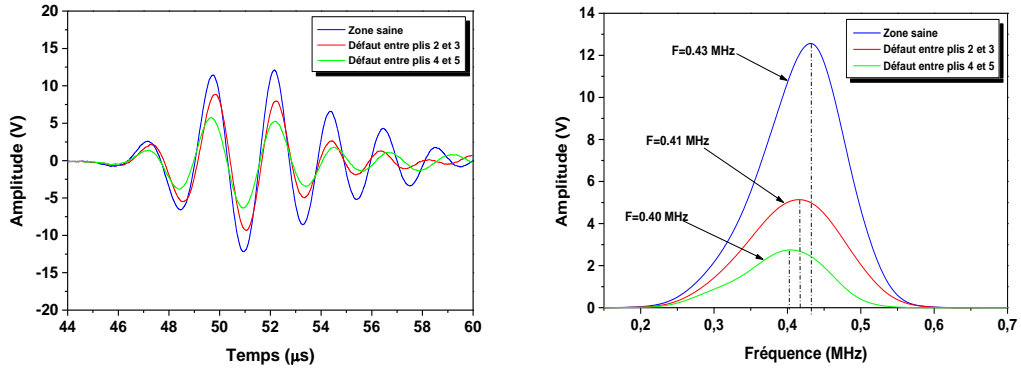 Zone saine
Défaut entre plis 2 et 3
Défaut entre plis 4 et 5
20
15
10
5
0
-5
-10
-15
-20
Amplitude (V)
44 46 48 50 52 54 56 58 60
Temps (μs)
Zone saine
Défaut entre plis 2 et 3
Défaut entre plis 4 et 5
F=0.43 MHz
F=0.41 MHz
F=0.40 MHz
14
12
10
8
6
4
2
0
Amplitude (V)
0,2 0,3 0,4 0,5 0,6 0,7
Fréquence (MHz)